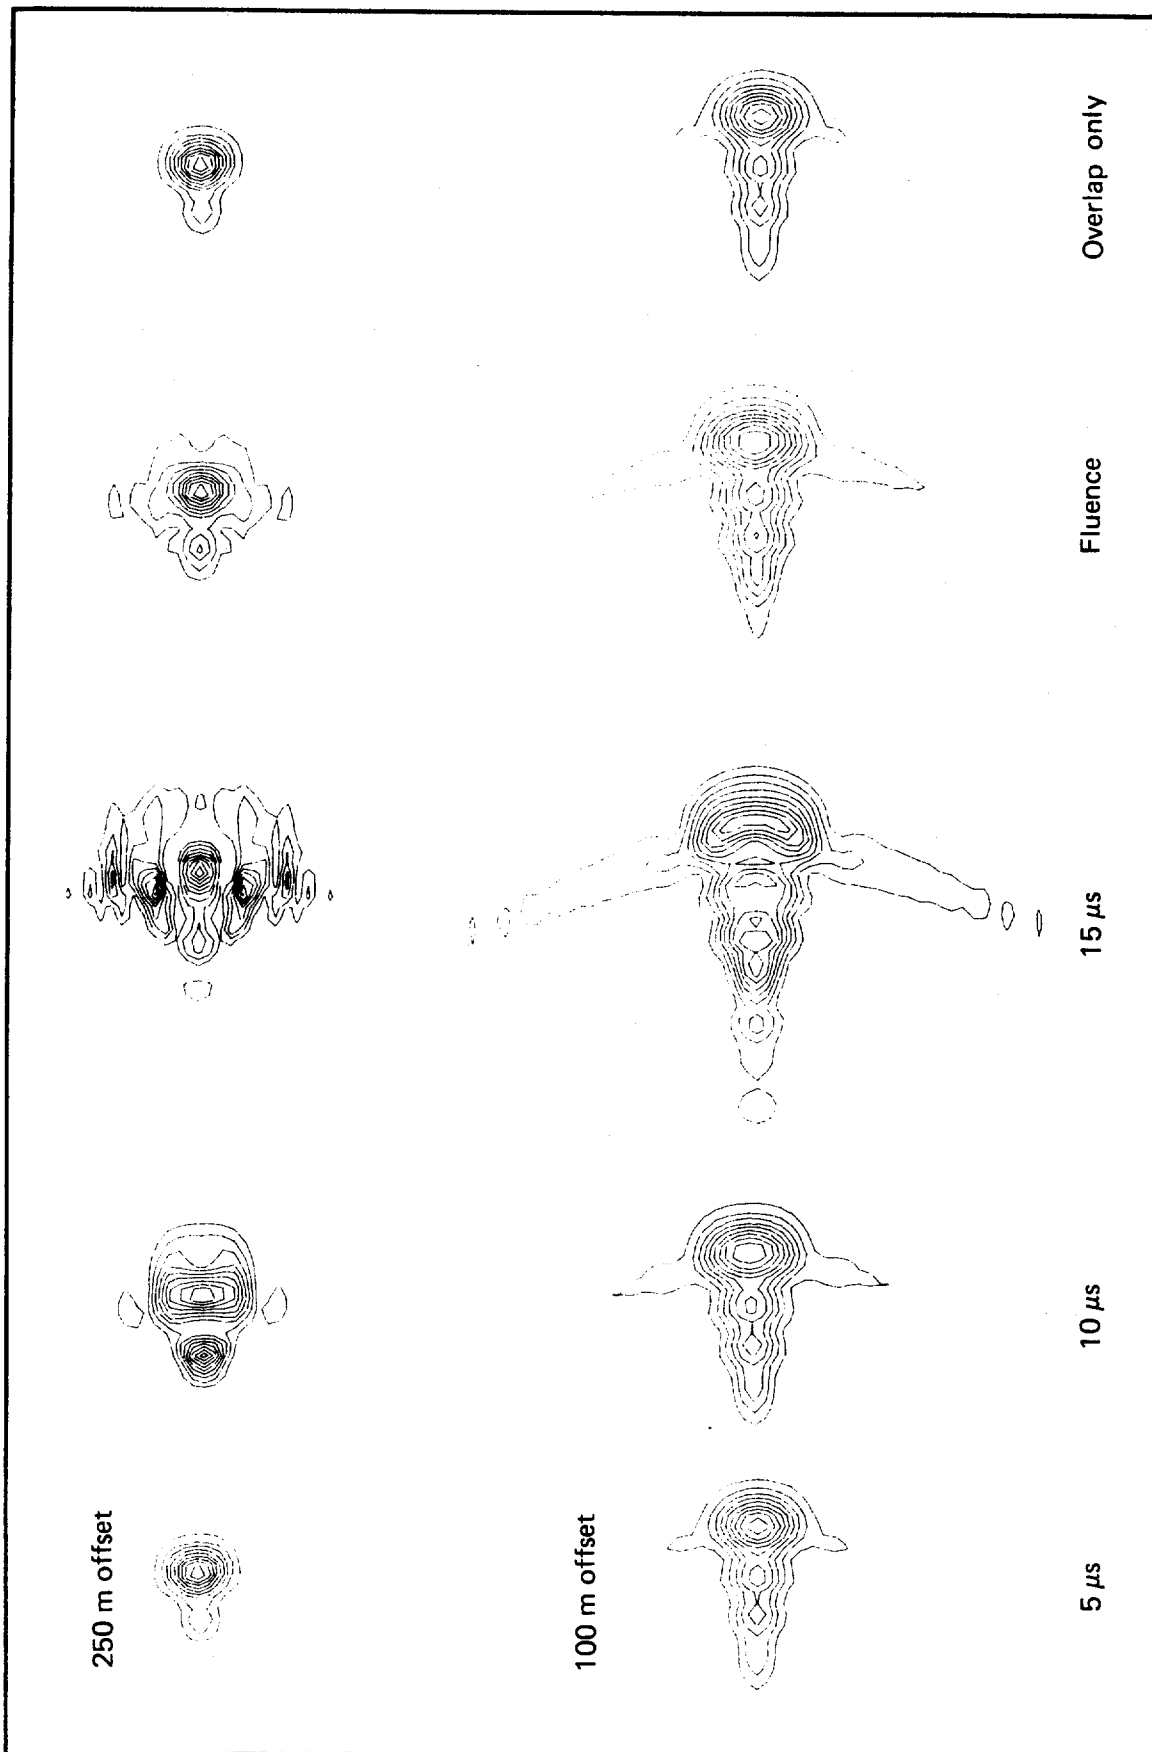 250 m offset
100 m offset
5 μs
10 μs
15 μs
Fluence
Overlap only